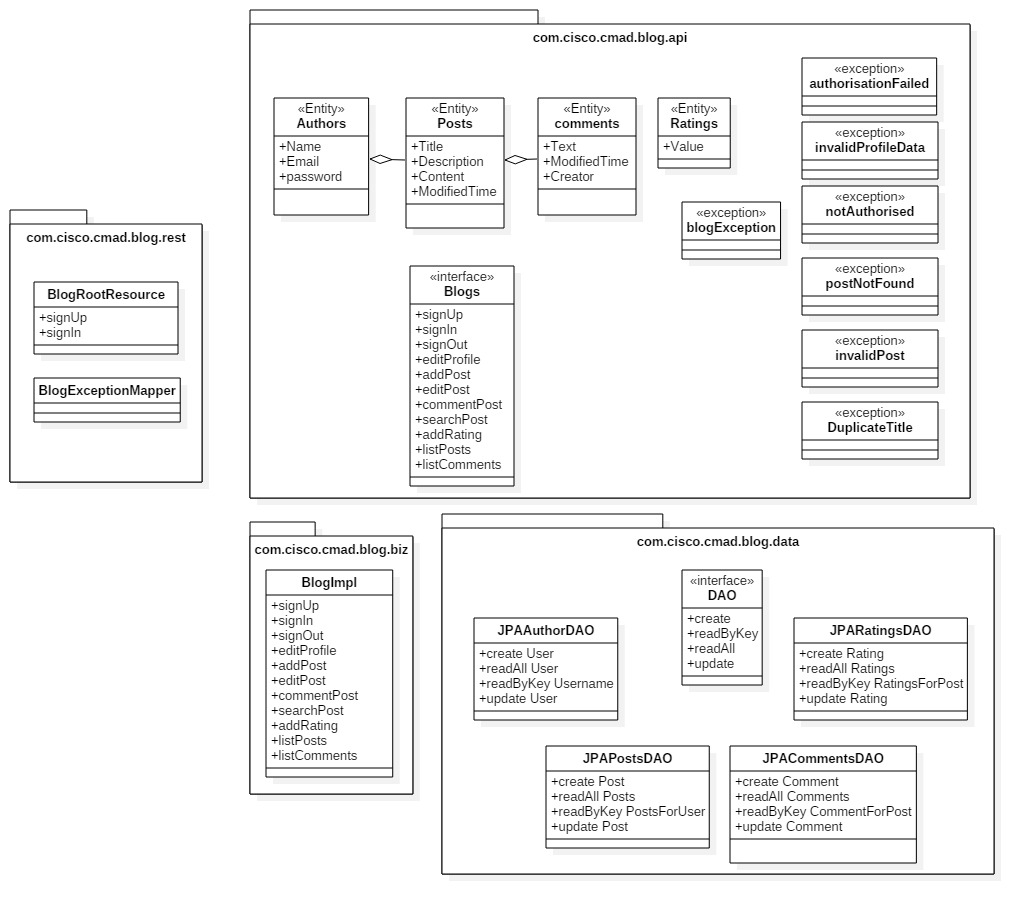 com.cisco.cmad.blog.api
«Entity»
Authors
+Name
+Email
+password
«Entity»
Posts
+Title
+Description
+Content
+ModifiedTime
«Entity»
comments
+Text
+ModifiedTime
+Creator
«Entity»
Ratings
+Value
«exception»
authorisationFailed
«exception»
invalidProfileData
«exception»
notAuthorised
«exception»
blogException
«exception»
postNotFound
«exception»
invalidPost
«exception»
DuplicateTitle
«interface»
Blogs
+signUp
+signIn
+signOut
+editProfile
+addPost
+editPost
+commentPost
+searchPost
+addRating
+listPosts
+listComments
com.cisco.cmad.blog.rest
BlogRootResource
+signUp
+signIn
BlogExceptionMapper
com.cisco.cmad.blog.biz
BlogImpl
+signUp
+signIn
+signOut
+editProfile
+addPost
+editPost
+commentPost
+searchPost
+addRating
+listPosts
+listComments
com.cisco.cmad.blog.data
«interface»
DAO
+create
+readByKey
+readAll
+update
JPAAuthorDAO
+create User
+readAll User
+readByKey Username
+update User
JPARatingsDAO
+create Rating
+readAll Ratings
+readByKey RatingsForPost
+update Rating
JPAPostsDAO
+create Post
+readAll Posts
+readByKey PostsForUser
+update Post
JPACommentsDAO
+create Comment
+readAll Comments
+readByKey CommentForPost
+update Comment